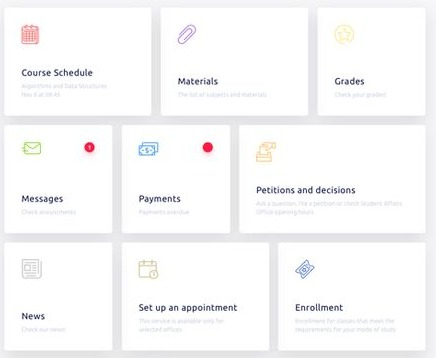 Course Schedule
Algorithms and Data Structures
Nov 8 at 08:45
Materials
The list of subjects and materials
Grades
Check your grades!
Messages
1
Payments
Payments overdue
Petitions and decisions
Ask a question, file a petition or check Student Affairs
Office opening hours.
News
Check our news!
Set up an appointment
This service is available only for
selected offices
Enrollment
Enrollment for classes that meet the
requirements for your mode of study